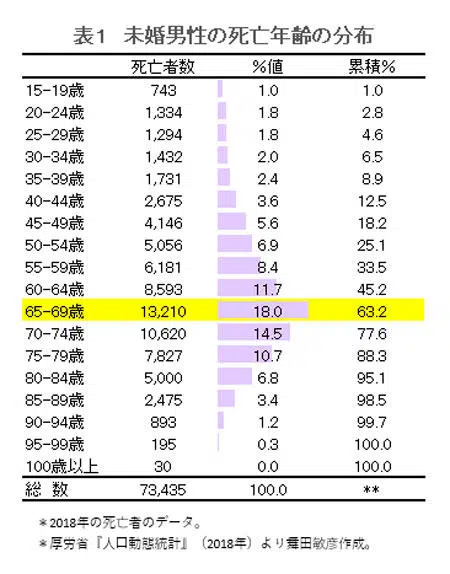 表1 未婚男性の死亡年齢の分布
死亡者数 %値 累積%
15-19歳 743 1.0 1.0
20-24歳 1,334 1.8 2.8
25-29歳 1,294 1.8 4.6
30-34歳 1,432 2.0 6.5
35-39歳 1,731 2.4 8.9
40-44歳 2,675 3.6 12.5
45-49歳 4,146 5.6 18.2
50-54歳 5,056 6.9 25.1
55-59歳 6,181 8.4 33.5
60-64歳 8,593 11.7 45.2
65-69歳 13,210 18.0 63.2
70-74歳 10,620 14.5 77.6
75-79歳 7,827 10.7 88.3
80-84歳 5,000 6.8 95.1
85-89歳 2,475 3.4 98.5
90-94歳 893 1.2 99.7
95-99歳 195 0.3 100.0
100歳以上 30 0.0 100.0
総 数 73,435 100.0 **
*2018年の死亡者のデータ。
*厚労省『人口動態統計』(2018年)より舞田敏彦作成。